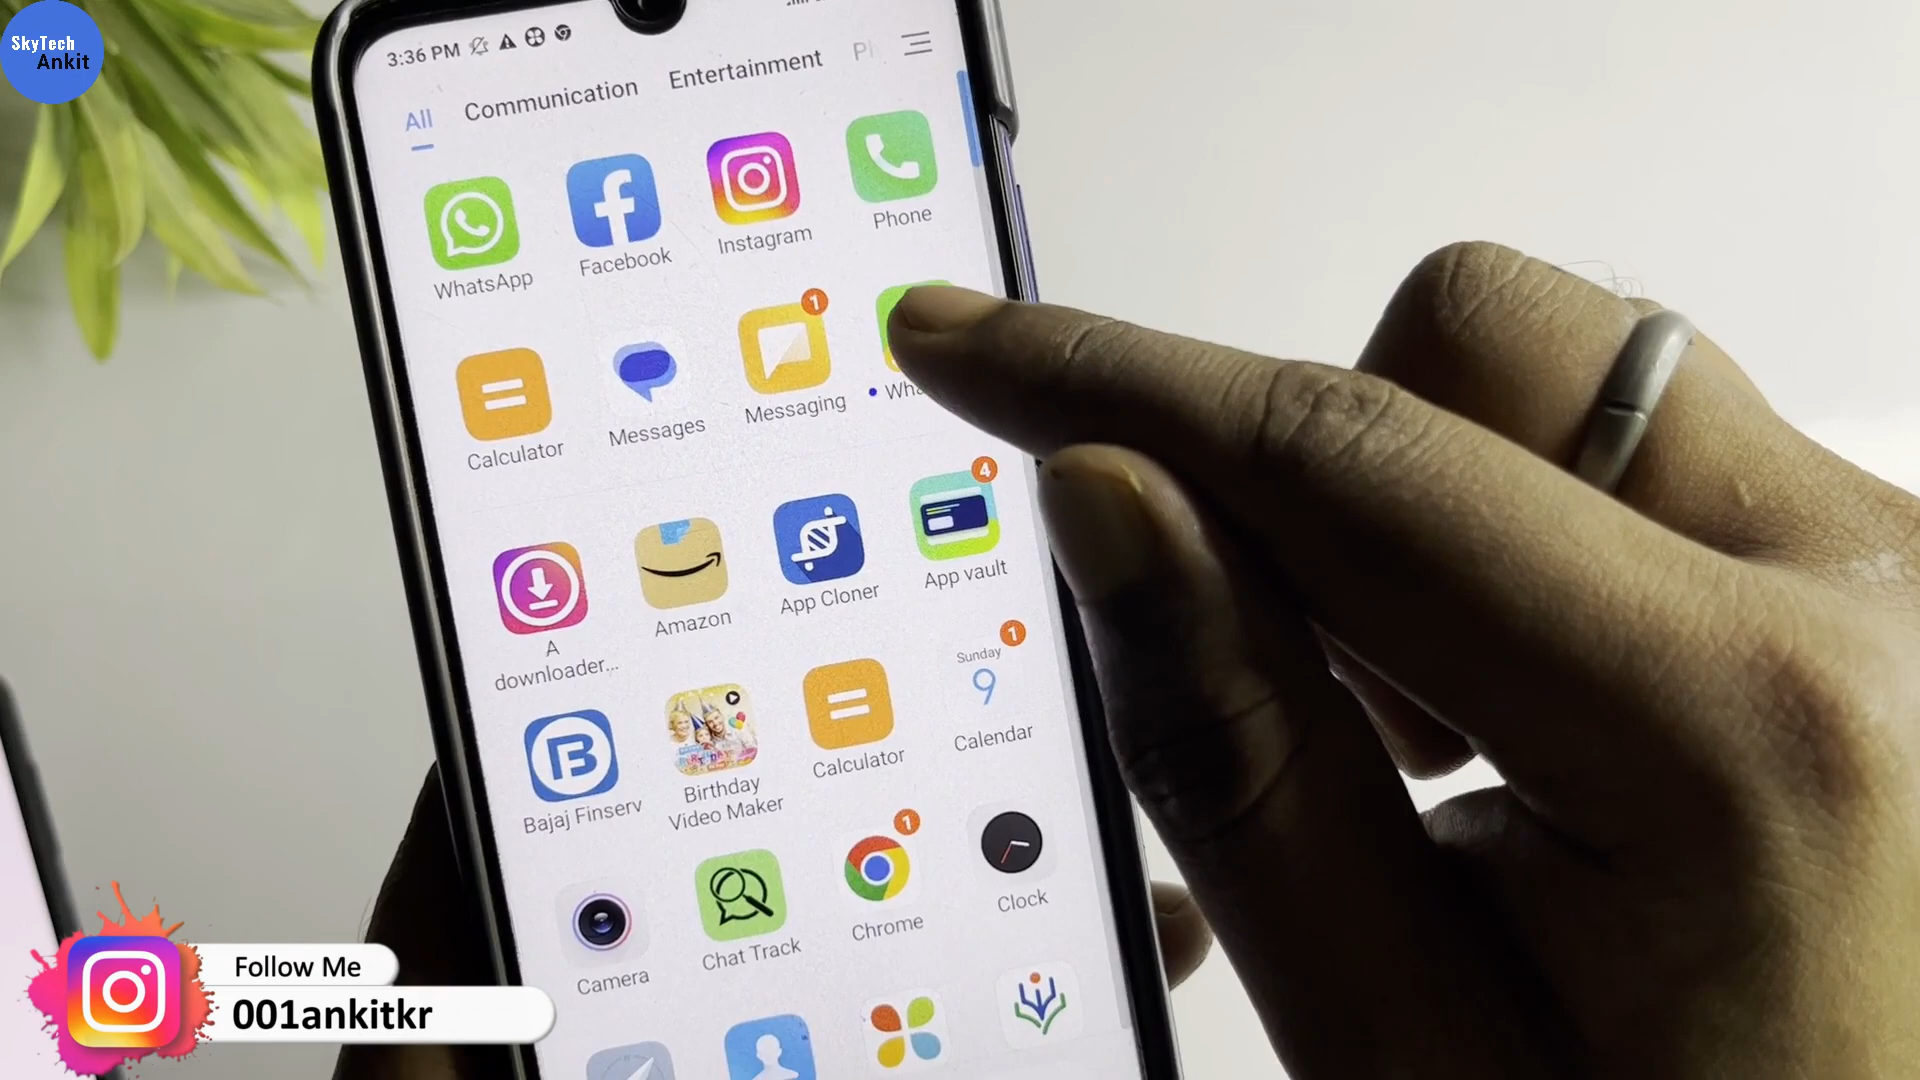 SkyTech
Ankit
3:36 PM
All
Communication
Entertainment
WhatsApp
Facebook
Instagram
Phone
1
Calculator
Messages
Messaging
4
A
downloader...
Amazon
App Cloner
App vault
1
Sunday
9
Bajaj Finserv
Birthday
Video Maker
Calculator
Calendar
1
Camera
Chat Track
Chrome
Clock
Follow Me
001ankitkr